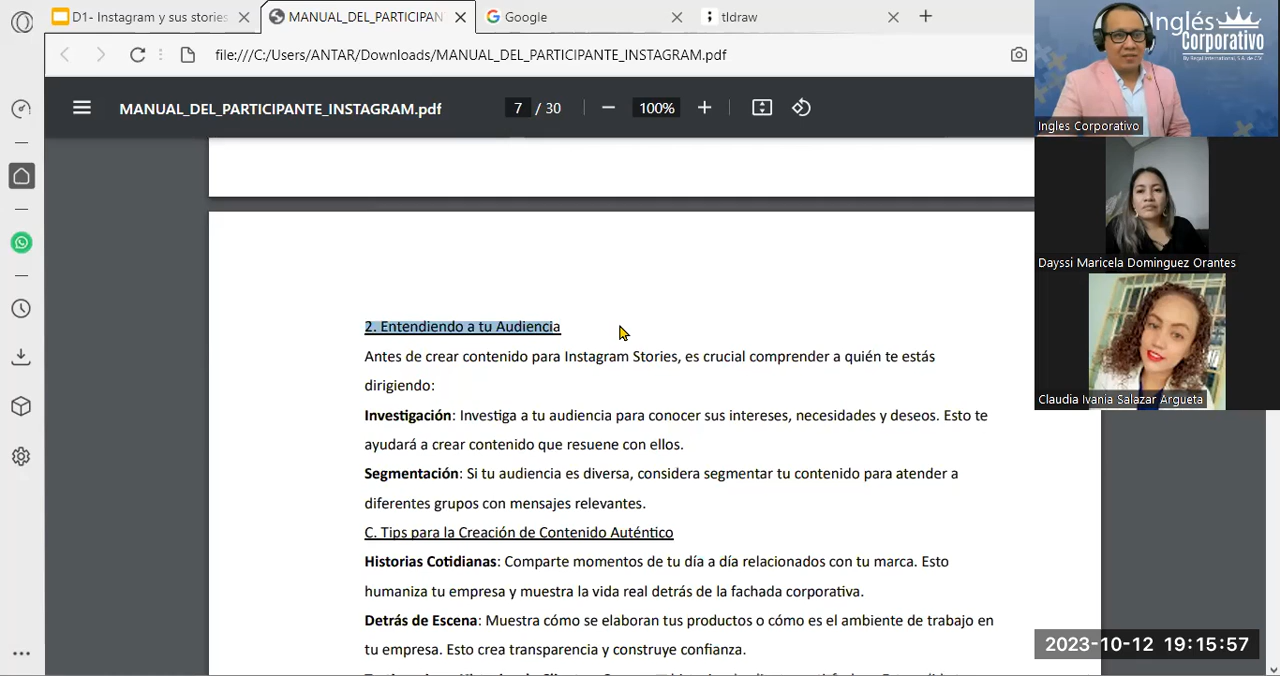 D1- Instagram y sus stories
MANUAL_DEL_PARTICIPAN
Google
tldraw
file:///C:/Users/ANTAR/Downloads/MANUAL_DEL_PARTICIPANTE_INSTAGRAM.pdf
MANUAL_DEL_PARTICIPANTE_INSTAGRAM.pdf
7 / 30
100%
Inglés
Corporativo
By Regal International, S.A. de C.V.
Ingles Corporativo
Dayssi Maricela Dominguez Orantes
Claudia Ivania Salazar Argueta
2. Entendiendo a tu Audiencia
Antes de crear contenido para Instagram Stories, es crucial comprender a quién te estás
dirigiendo:
Investigación: Investiga a tu audiencia para conocer sus intereses, necesidades y deseos. Esto te
ayudará a crear contenido que resuene con ellos.
Segmentación: Si tu audiencia es diversa, considera segmentar tu contenido para atender a
diferentes grupos con mensajes relevantes.
C. Tips para la Creación de Contenido Auténtico
Historias Cotidianas: Comparte momentos de tu día a día relacionados con tu marca. Esto
humaniza tu empresa y muestra la vida real detrás de la fachada corporativa.
Detrás de Escena: Muestra cómo se elaboran tus productos o cómo es el ambiente de trabajo en
tu empresa. Esto crea transparencia y construye confianza.
2023-10-12 19:15:57